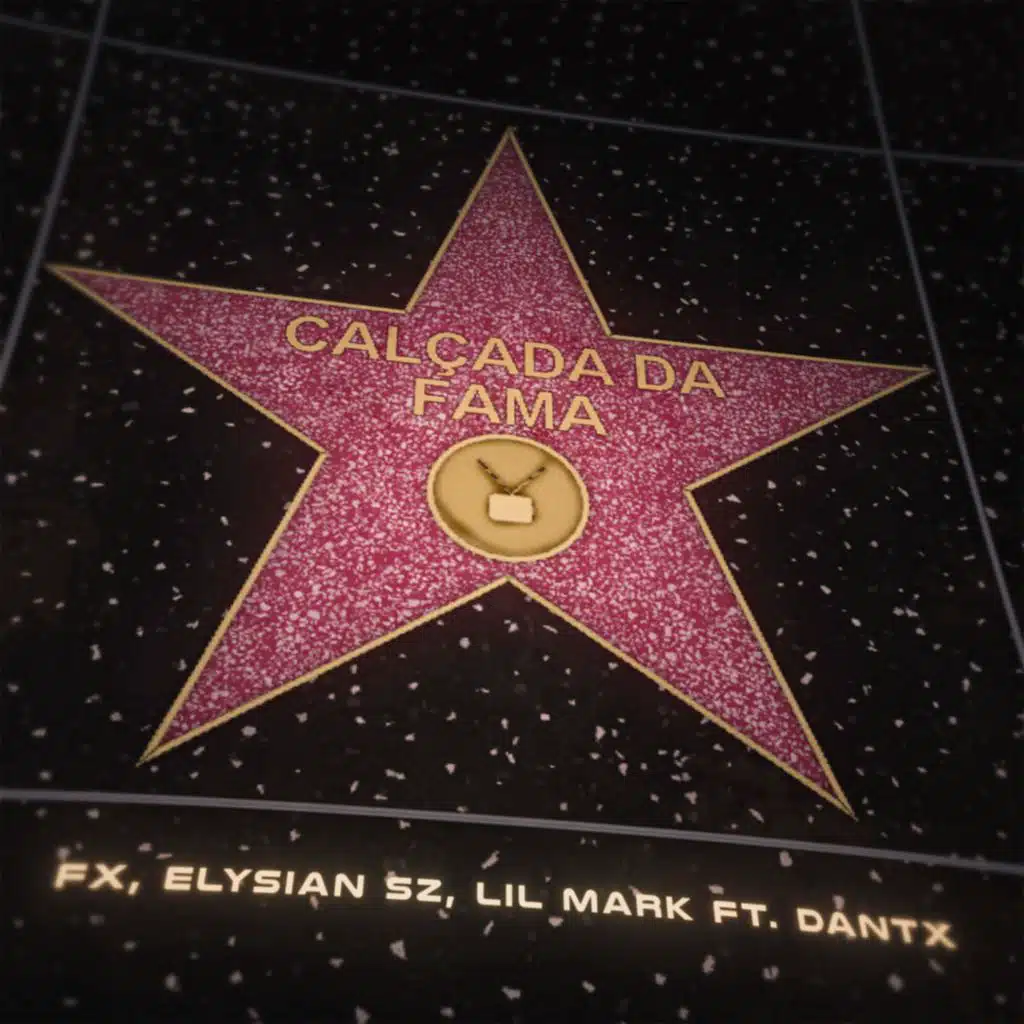 CALÇADA DA
FAMA
FX, ELYSIAN SZ, LIL MARK FT. DANTX